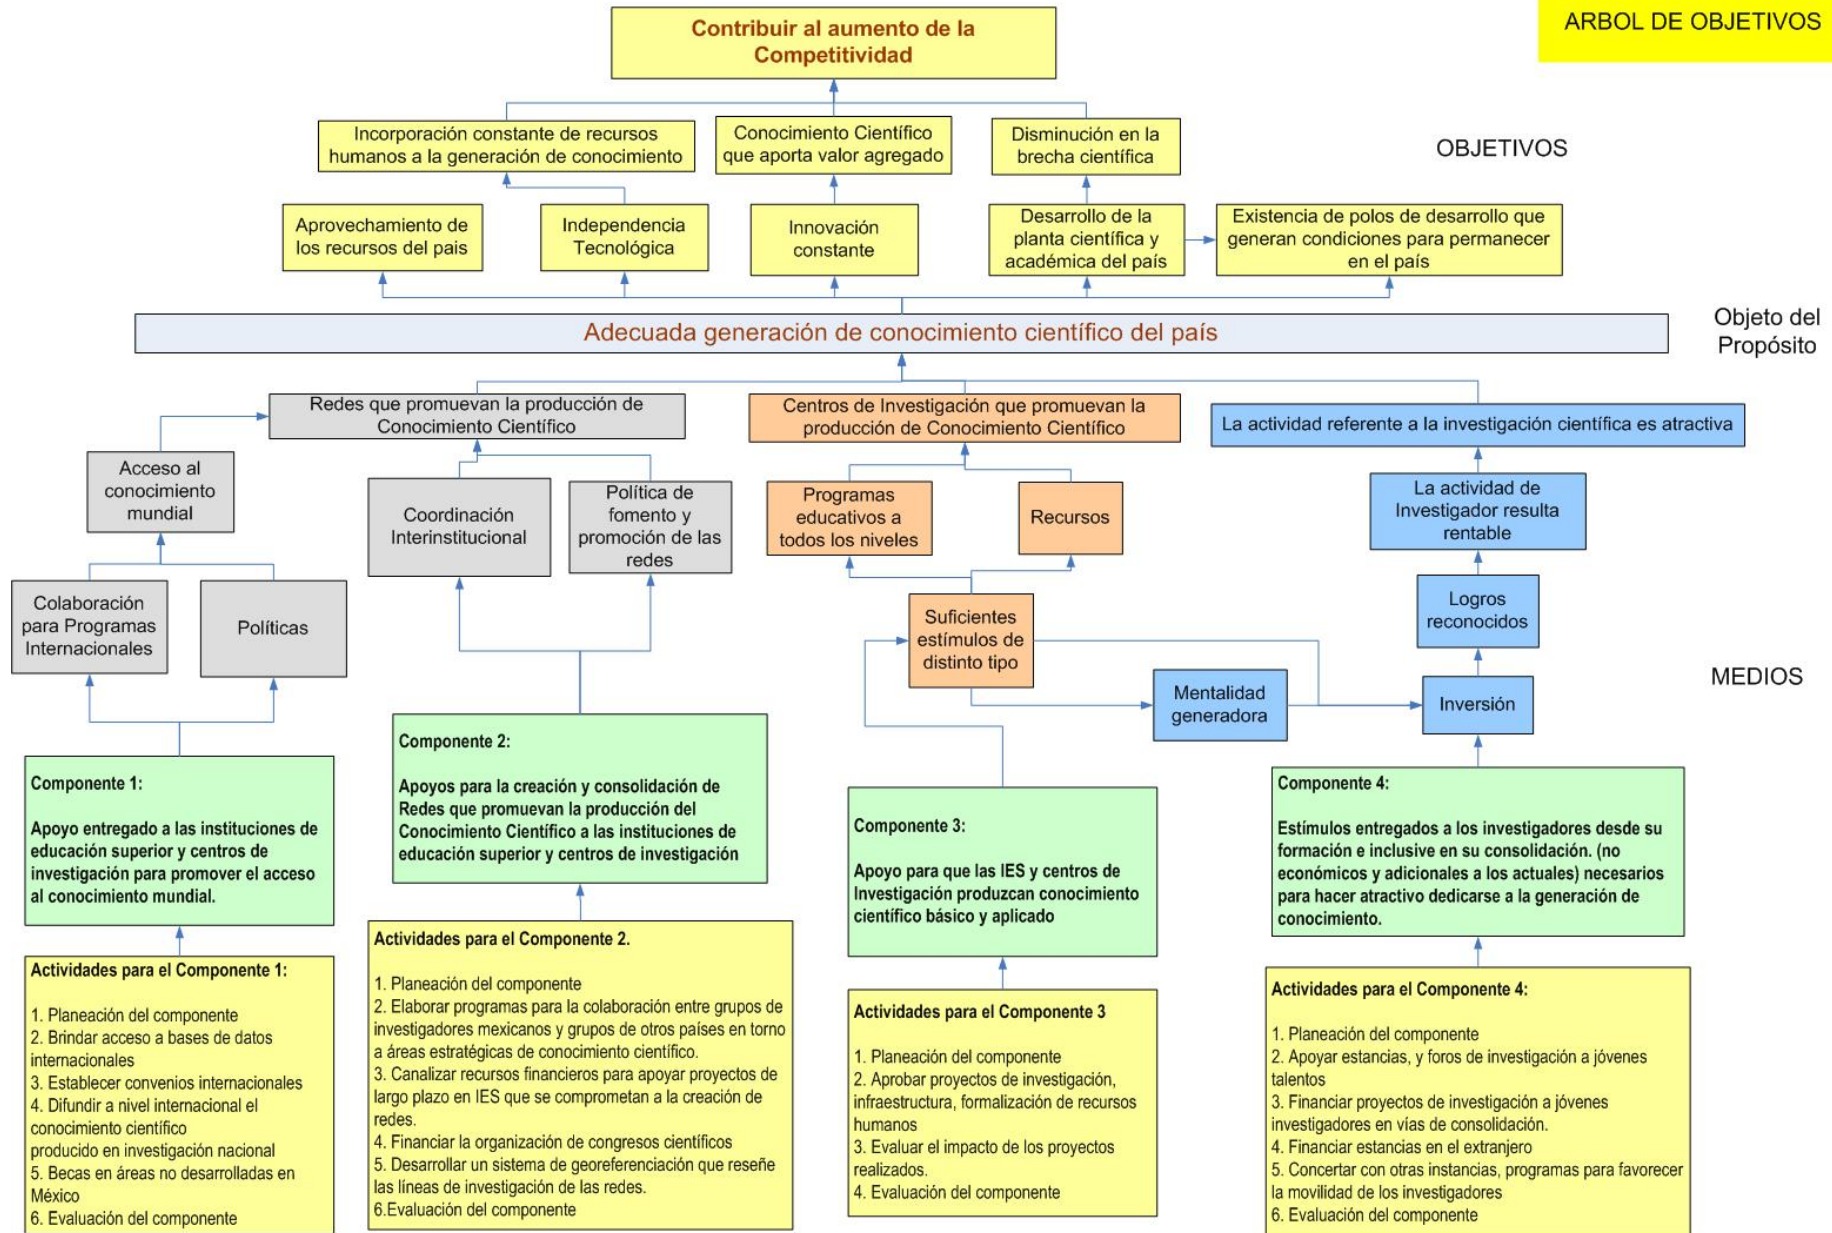 ARBOL DE OBJETIVOS
Contribuir al aumento de la
Competitividad
Incorporación constante de recursos
humanos a la generación de conocimiento
Conocimiento Científico
que aporta valor agregado
Disminución en la
brecha científica
OBJETIVOS
Aprovechamiento de
los recursos del pais
Independencia
Tecnológica
Innovación
constante
Desarrollo de la
planta científica y
académica del país
Existencia de polos de desarrollo que
generan condiciones para permanecer
en el país
Adecuada generación de conocimiento científico del país
Objeto del
Propósito
Redes que promuevan la producción de
Conocimiento Científico
Centros de Investigación que promuevan la
producción de Conocimiento Científico
La actividad referente a la investigación científica es atractiva
Acceso al
conocimiento
mundial
Coordinación
Interinstitucional
Política de
fomento y
promoción de las
redes
Programas
educativos a
todos los niveles
Recursos
La actividad de
Investigador resulta
rentable
Colaboración
para Programas
Internacionales
Políticas
Suficientes
estímulos de
distinto tipo
Logros
reconocidos
Mentalidad
generadora
Inversión
MEDIOS
Componente 1:
Apoyo entregado a las instituciones de
educación superior y centros de
investigación para promover el acceso
al conocimiento mundial.
Componente 2:
Apoyos para la creación y consolidación de
Redes que promuevan la producción del
Conocimiento Científico a las instituciones de
educación superior y centros de investigación
Componente 3:
Apoyo para que las IES y centros de
Investigación produzcan conocimiento
científico básico y aplicado
Componente 4:
Estímulos entregados a los investigadores desde su
formación e inclusive en su consolidación. (no
económicos y adicionales a los actuales) necesarios
para hacer atractivo dedicarse a la generación de
conocimiento.
Actividades para el Componente 1:
1. Planeación del componente
2. Brindar acceso a bases de datos
internacionales
3. Establecer convenios internacionales
4. Difundir a nivel internacional el
conocimiento científico
producido en investigación nacional
5. Becas en áreas no desarrolladas en
México
6. Evaluación del componente
Actividades para el Componente 2.
1. Planeación del componente
2. Elaborar programas para la colaboración entre grupos de
investigadores mexicanos y grupos de otros países en torno
a áreas estratégicas de conocimiento científico.
3. Canalizar recursos financieros para apoyar proyectos de
largo plazo en IES que se comprometan a la creación de
redes.
4. Financiar la organización de congresos científicos
5. Desarrollar un sistema de georeferenciación que reseñe
las líneas de investigación de las redes.
6.Evaluación del componente
Actividades para el Componente 3
1. Planeación del componente
2. Aprobar proyectos de investigación,
infraestructura, formalización de recursos
humanos
3. Evaluar el impacto de los proyectos
realizados.
4. Evaluación del componente
Actividades para el Componente 4:
1. Planeación del componente
2. Apoyar estancias, y foros de investigación a jóvenes
talentos
3. Financiar proyectos de investigación a jóvenes
investigadores en vías de consolidación.
4. Financiar estancias en el extranjero
5. Concertar con otras instancias, programas para favorecer
la movilidad de los investigadores
6. Evaluación del componente